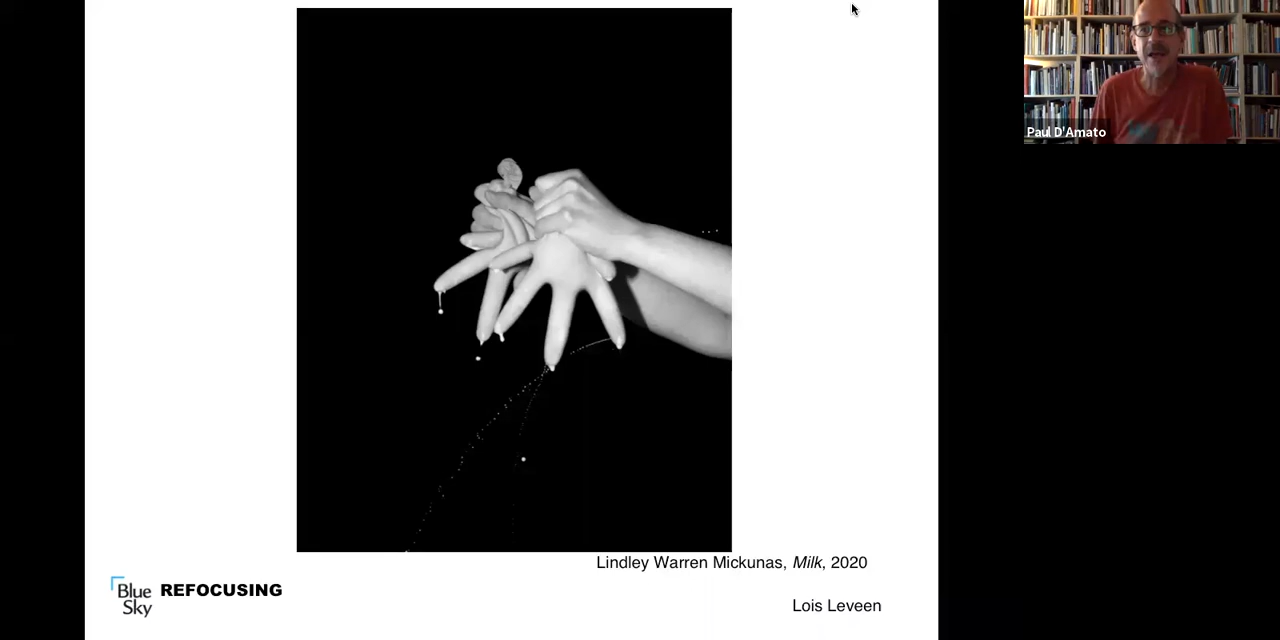 Paul D'Amato
Lindley Warren Mickunas, Milk, 2020
Blue
Sky
REFOCUSING
Lois Leveen